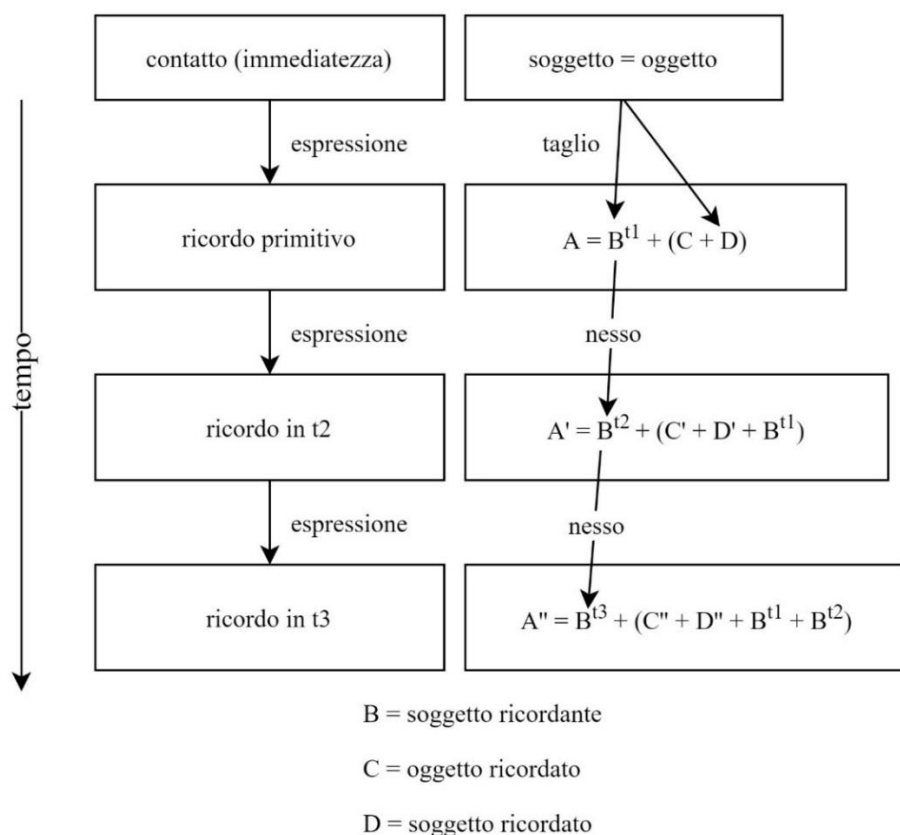 contatto (immediatezza)
soggetto = oggetto
espressione
taglio
ricordo primitivo
A = B^t1 + (C + D)
espressione
nesso
tempo
ricordo in t2
A' = B^t2 + (C' + D' + B^t1)
espressione
nesso
ricordo in t3
A'' = B^t3 + (C'' + D'' + B^t1 + B^t2)
B = soggetto ricordante
C = oggetto ricordato
D = soggetto ricordato